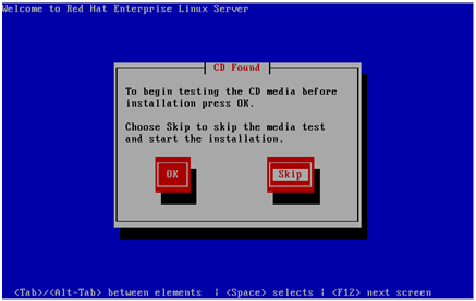 Welcome to Red Hat Enterprise Linux Server
CD Found
To begin testing the CD media before
installation press OK.
Choose Skip to skip the media test
and start the installation.
OK
Skip
<Tab>/<Alt-Tab> between elements | <Space> selects | <F12> next screen